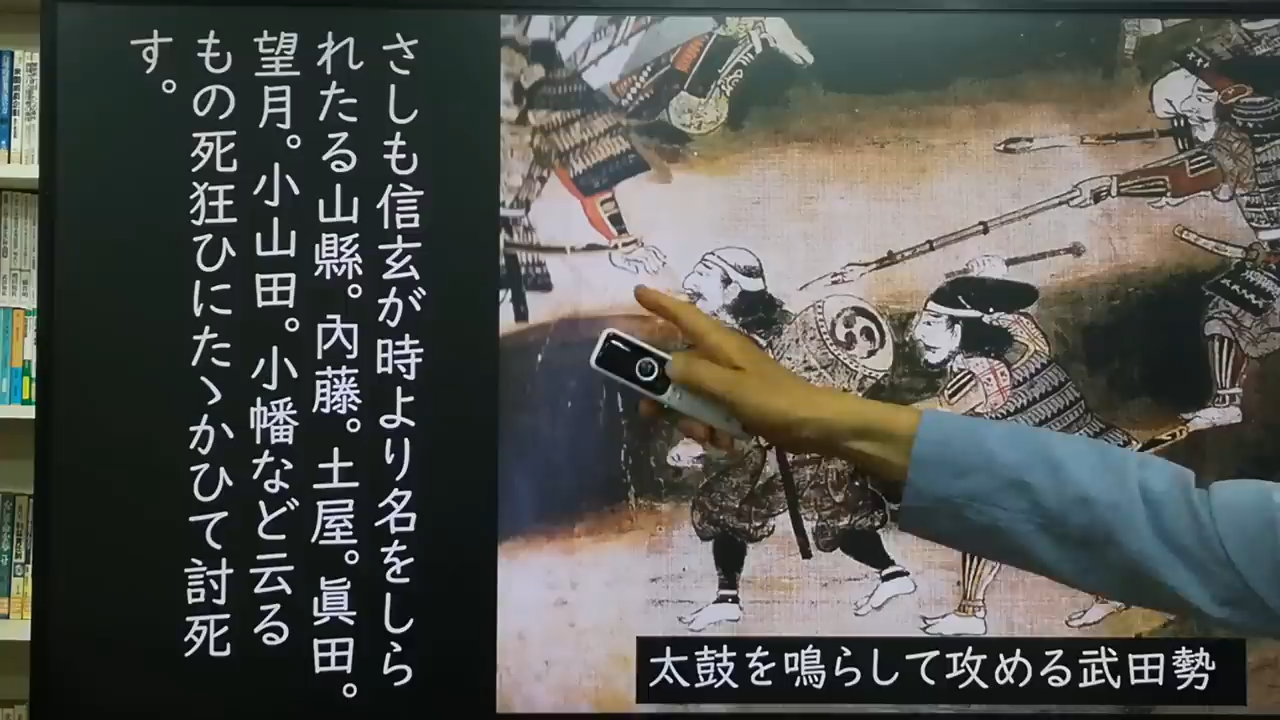 さしも信玄が時より名をしら
れたる山縣。內藤。土屋。眞田。
望月。小山田。小幡など云る
もの死狂ひにたゝかひて討死
す。
太鼓を鳴らして攻める武田勢